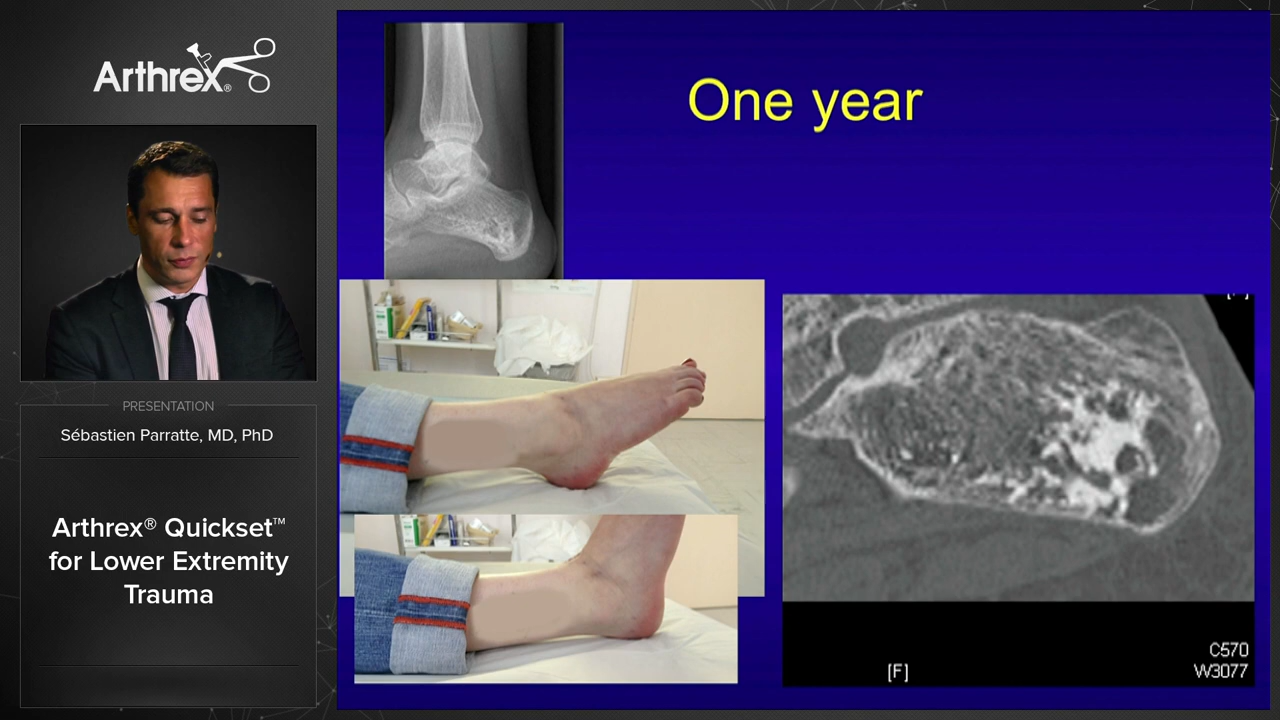 Arthrex®
PRESENTATION
Sébastien Parratte, MD, PhD
Arthrex® Quickset™
for Lower Extremity
Trauma
One year
[F]
C570
W3077